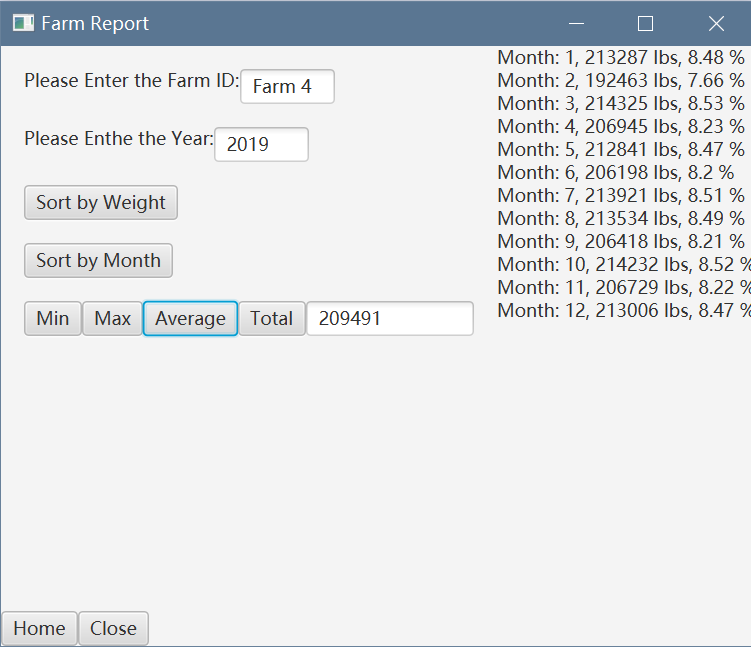 Farm Report
Please Enter the Farm ID: Farm 4
Please Enthe the Year: 2019
Sort by Weight
Sort by Month
Min Max Average Total 209491
Month: 1, 213287 lbs, 8.48 %
Month: 2, 192463 lbs, 7.66 %
Month: 3, 214325 lbs, 8.53 %
Month: 4, 206945 lbs, 8.23 %
Month: 5, 212841 lbs, 8.47 %
Month: 6, 206198 lbs, 8.2 %
Month: 7, 213921 lbs, 8.51 %
Month: 8, 213534 lbs, 8.49 %
Month: 9, 206418 lbs, 8.21 %
Month: 10, 214232 lbs, 8.52 %
Month: 11, 206729 lbs, 8.22 %
Month: 12, 213006 lbs, 8.47 %
Home Close